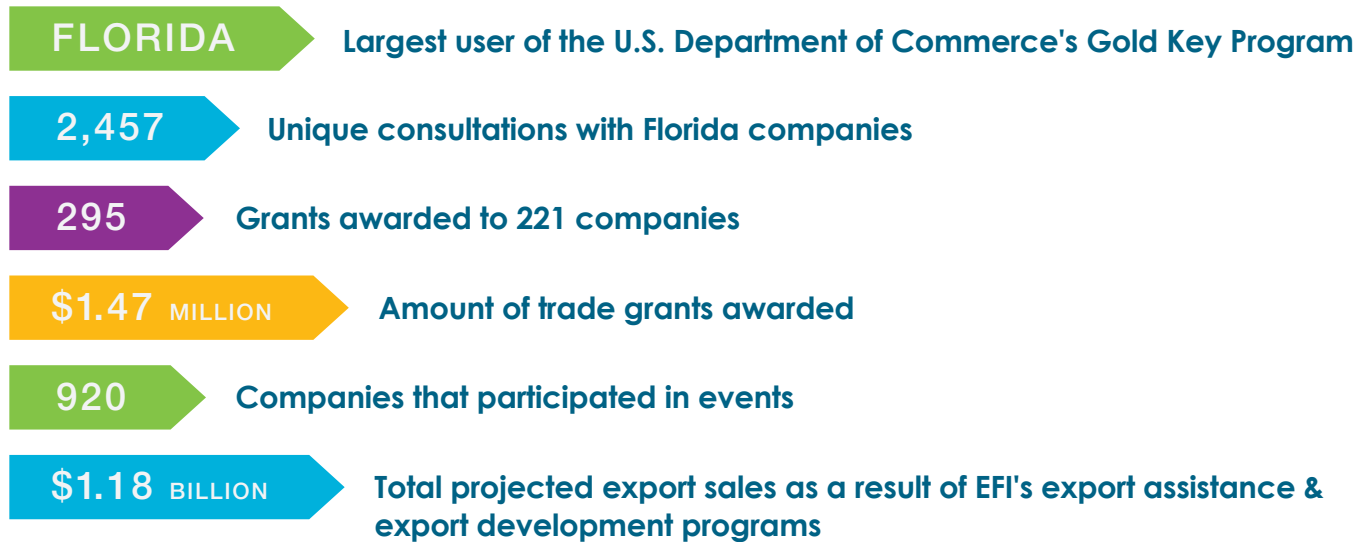 FLORIDA Largest user of the U.S. Department of Commerce's Gold Key Program
2,457 Unique consultations with Florida companies
295 Grants awarded to 221 companies
$1.47 MILLION Amount of trade grants awarded
920 Companies that participated in events
$1.18 BILLION Total projected export sales as a result of EFI's export assistance &
export development programs